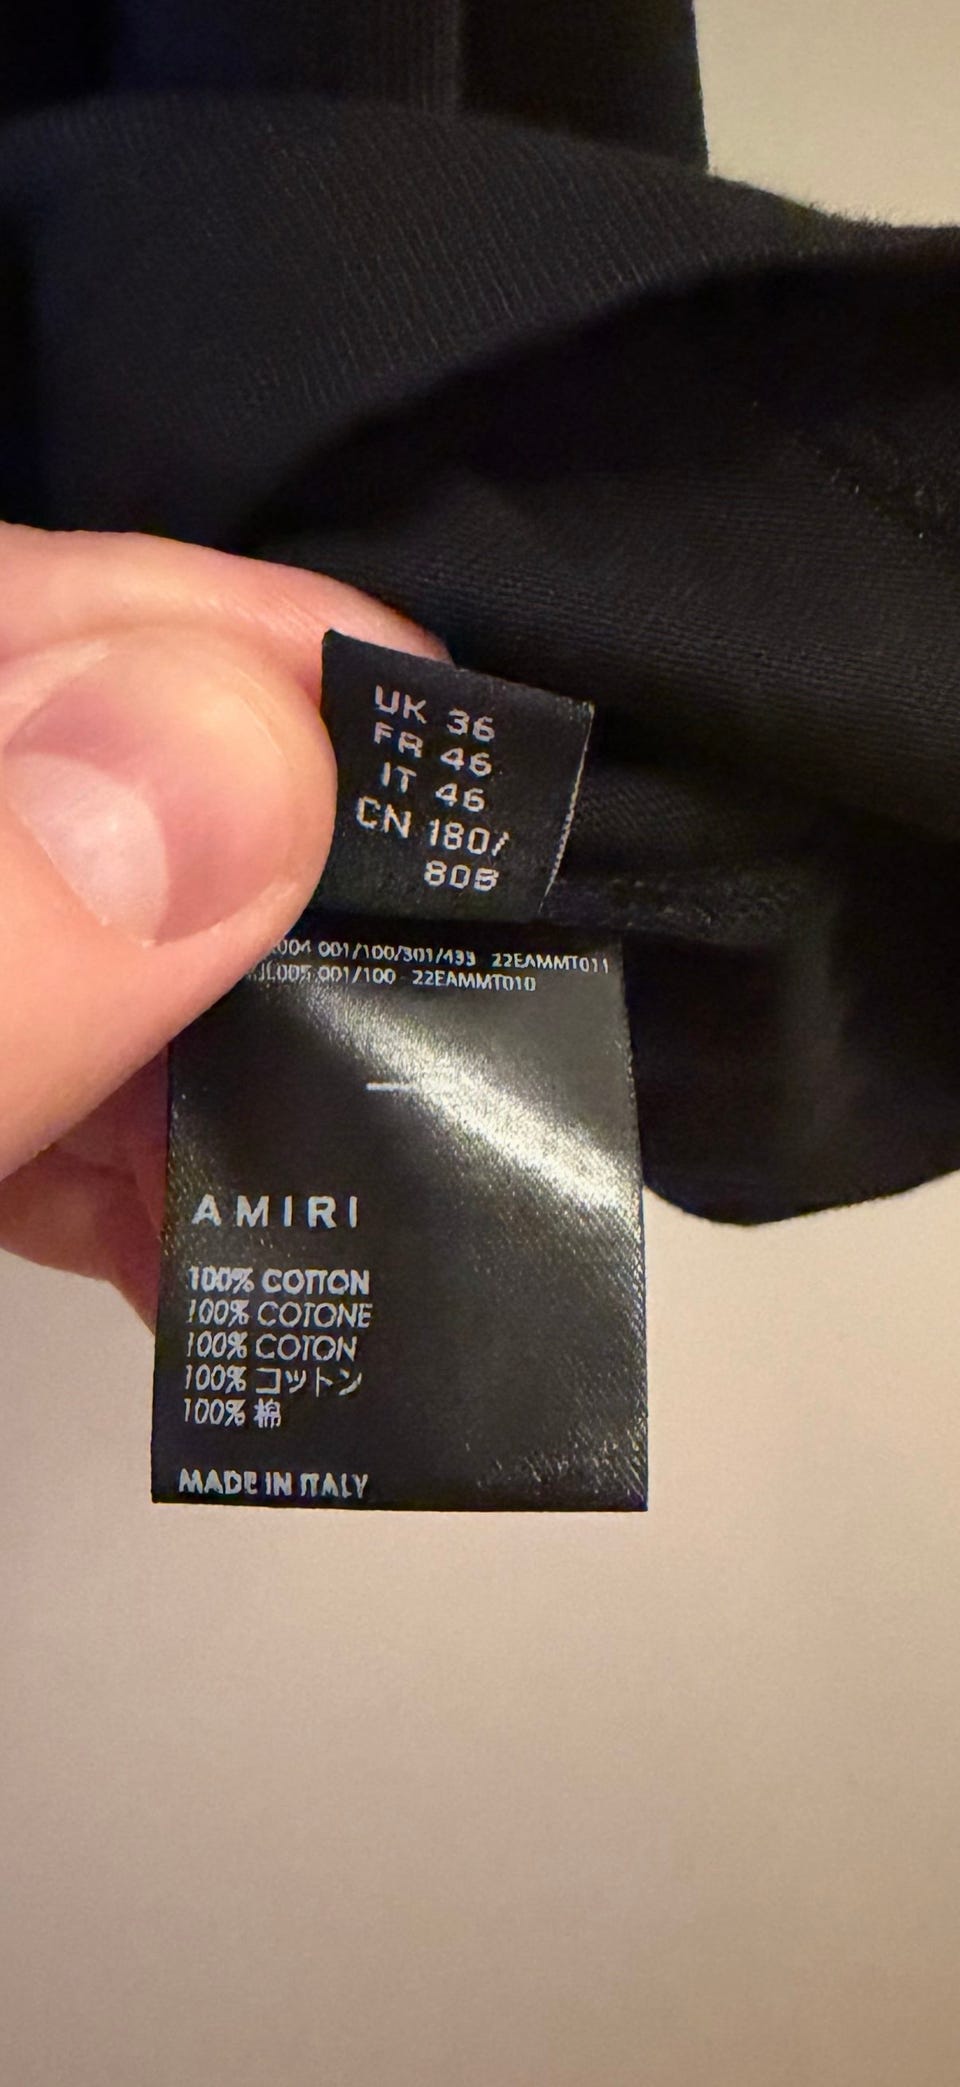 UK 36
FR 46
IT 46
CN 180/
80B
004 001/100/301/433 22EAMMT011
JL005 001/100 - 22EAMMT010
AMIRI
100% COTTON
100% COTONE
100% COTON
100% コットン
100% 棉
MADE IN ITALY